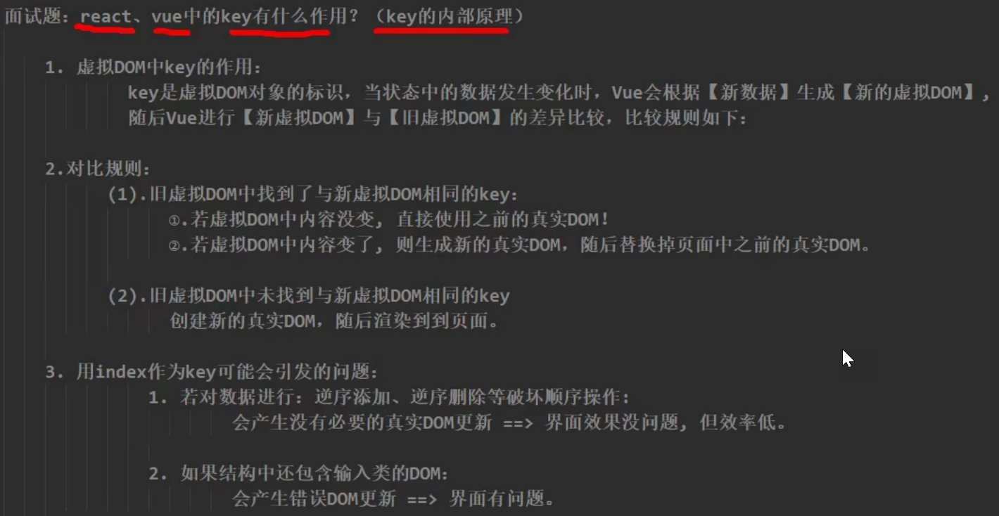 面试题：react、vue中的key有什么作用？（key的内部原理）
1. 虚拟DOM中key的作用：
key是虚拟DOM对象的标识，当状态中的数据发生变化时，Vue会根据【新数据】生成【新的虚拟DOM】,
随后Vue进行【新虚拟DOM】与【旧虚拟DOM】的差异比较，比较规则如下：
2.对比规则：
(1).旧虚拟DOM中找到了与新虚拟DOM相同的key：
①.若虚拟DOM中内容没变, 直接使用之前的真实DOM！
②.若虚拟DOM中内容变了, 则生成新的真实DOM，随后替换掉页面中之前的真实DOM。
(2).旧虚拟DOM中未找到与新虚拟DOM相同的key
创建新的真实DOM，随后渲染到到页面。
3. 用index作为key可能会引发的问题：
1. 若对数据进行：逆序添加、逆序删除等破坏顺序操作:
会产生没有必要的真实DOM更新 ==> 界面效果没问题, 但效率低。
2. 如果结构中还包含输入类的DOM：
会产生错误DOM更新 ==> 界面有问题。